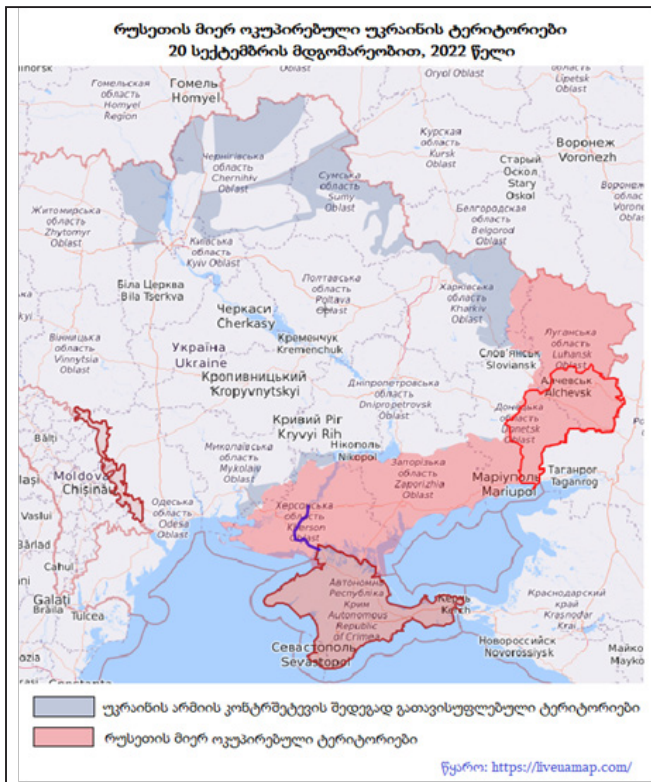 რუსეთის მიერ ოკუპირებული უკრაინის ტერიტორიები
20 სექტემბრის მდგომარეობით, 2022 წელი
Гомель
Homyel
Гомельская
область
Homyel
Region
Oblast
Oryol Oblast
Липецкая
область
Lipetsk
Oblast
Курская
область
Kursk
Oblast
Воронеж
Voronezh
Старый
Оскол
Stary
Oskol
Чернігівська
область
Chernihiv
Oblast
Сумська
область
Sumy
Oblast
Белгородская
область
Belgorod
Oblast
Житомирська
область
Zhytomyr
Oblast
Київська
область
Kyiv Oblast
Біла Церква
Bila Tserkva
Полтавська
область
Poltava
Oblast
Харківська
область
Kharkiv
Oblast
Черкаси
Cherkasy
Україна
Ukraine
Кременчук
Kremenchuk
Вінницька
область
Vinnytsia
Oblast
Слов'янськ
Sloviansk
Луганська
область
Luhansk
Oblast
Кропивницький
Kropyvnytskyi
Дніпропетровська
область
Dnipropetrovsk
Oblast
Алчевськ
Alchevsk
Донецька
область
Donetsk
Oblast
Кривий Ріг
Kryvyi Rih
Нікополь
Nikopol
Миколаївська
область
Mykolaiv
Oblast
Запорізька
область
Zaporizhia
Oblast
Маріуполь
Mariupol
Таганрог
Taganrog
Bălți
Moldova
Chișinău
Одеська
область
Odesa
Oblast
Херсонська
область
Kherson
Oblast
Vaslui
Bârlad
Cahul
Galați
Brăila
Tulcea
Автономна
Республіка
Крим
Autonomous
Republic
of Crimea
Керчь
Kerch
Краснодарский
край
Krasnodar
Krai
Севастополь
Sevastopol
Новороссийск
Novorossiysk
Майко
Mayko
უკრაინის არმიის კონტრშეტევის შედეგად გათავისუფლებული ტერიტორიები
რუსეთის მიერ ოკუპირებული ტერიტორიები
წყარო: https://liveuamap.com/